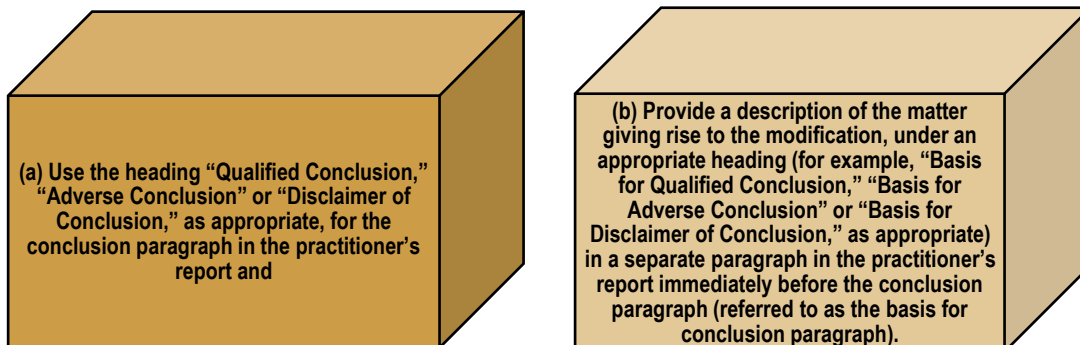 (a) Use the heading “Qualified Conclusion,”
“Adverse Conclusion” or “Disclaimer of
Conclusion,” as appropriate, for the
conclusion paragraph in the practitioner’s
report and
(b) Provide a description of the matter
giving rise to the modification, under an
appropriate heading (for example, “Basis
for Qualified Conclusion,” “Basis for
Adverse Conclusion” or “Basis for
Disclaimer of Conclusion,” as appropriate)
in a separate paragraph in the practitioner’s
report immediately before the conclusion
paragraph (referred to as the basis for
conclusion paragraph).